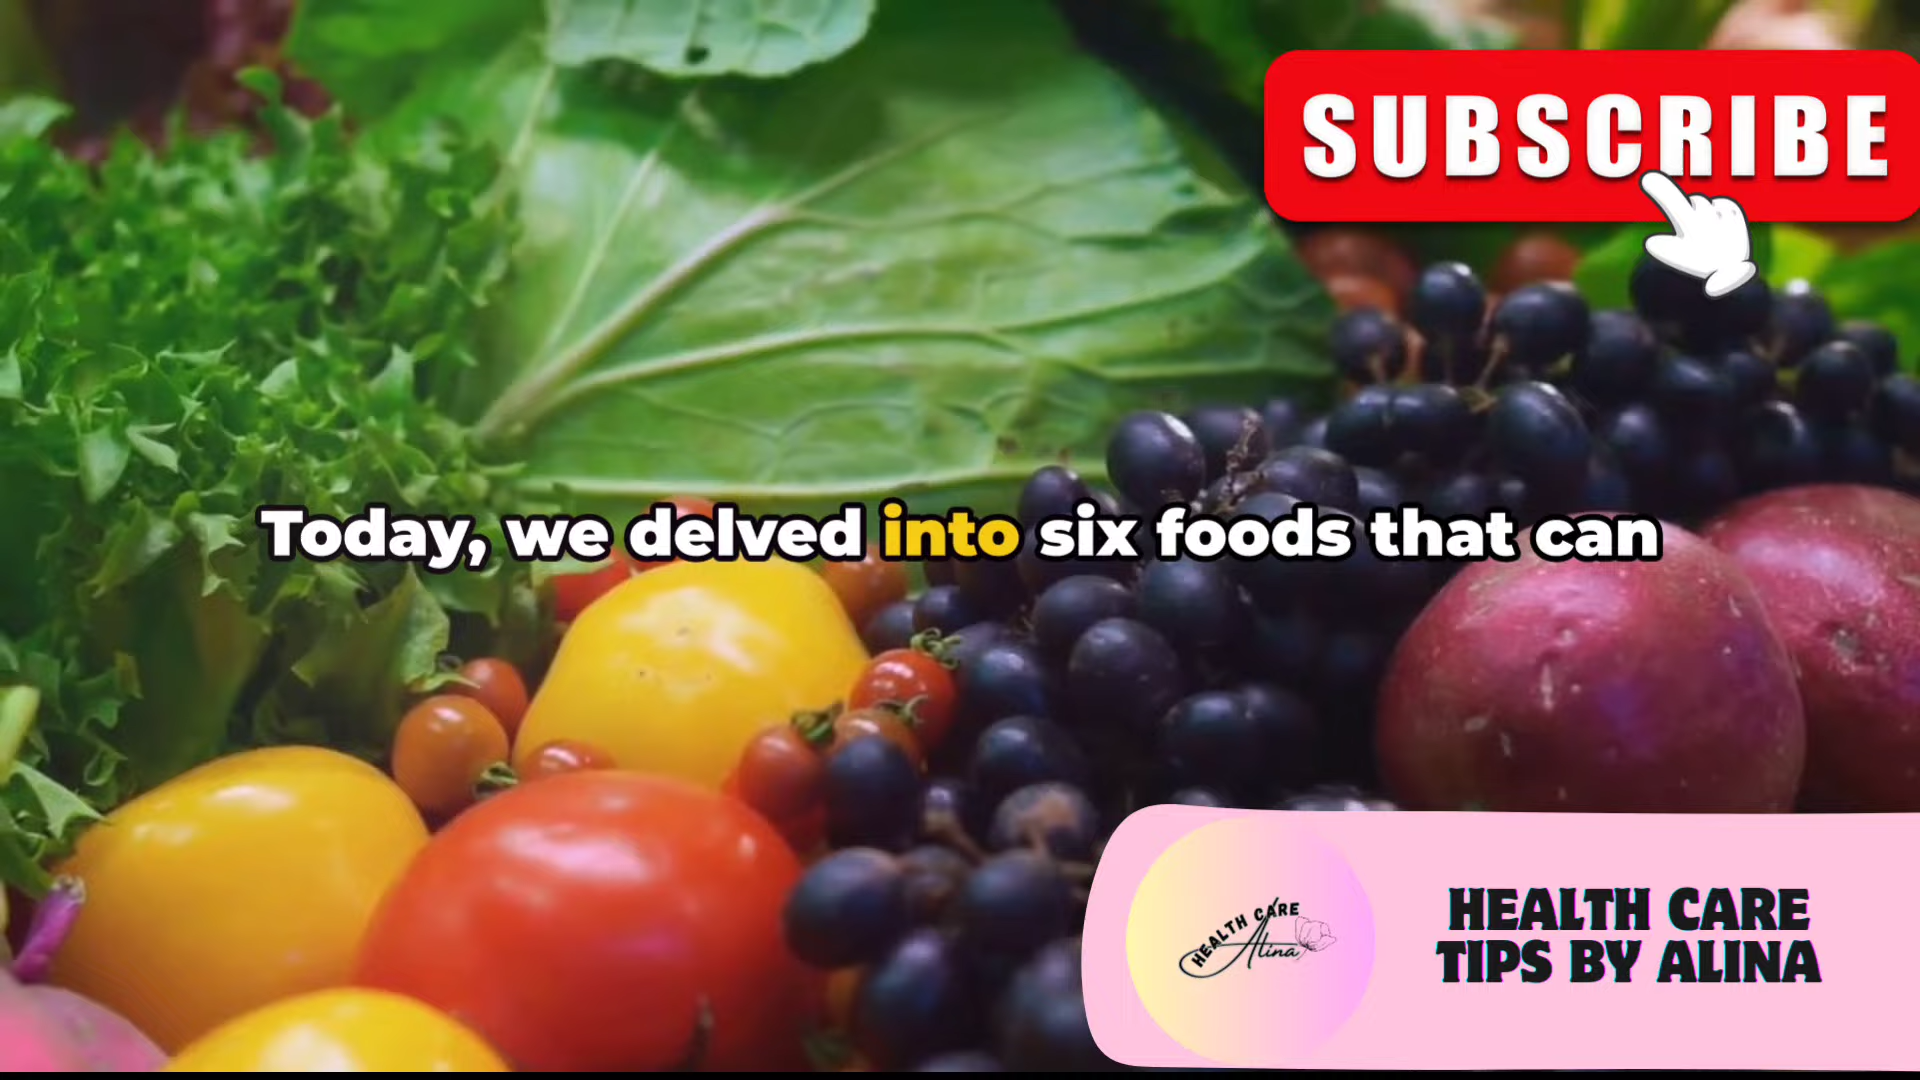 SUBSCRIBE
Today, we delved into six foods that can
HEALTH CARE
Alina
HEALTH CARE
TIPS BY ALINA